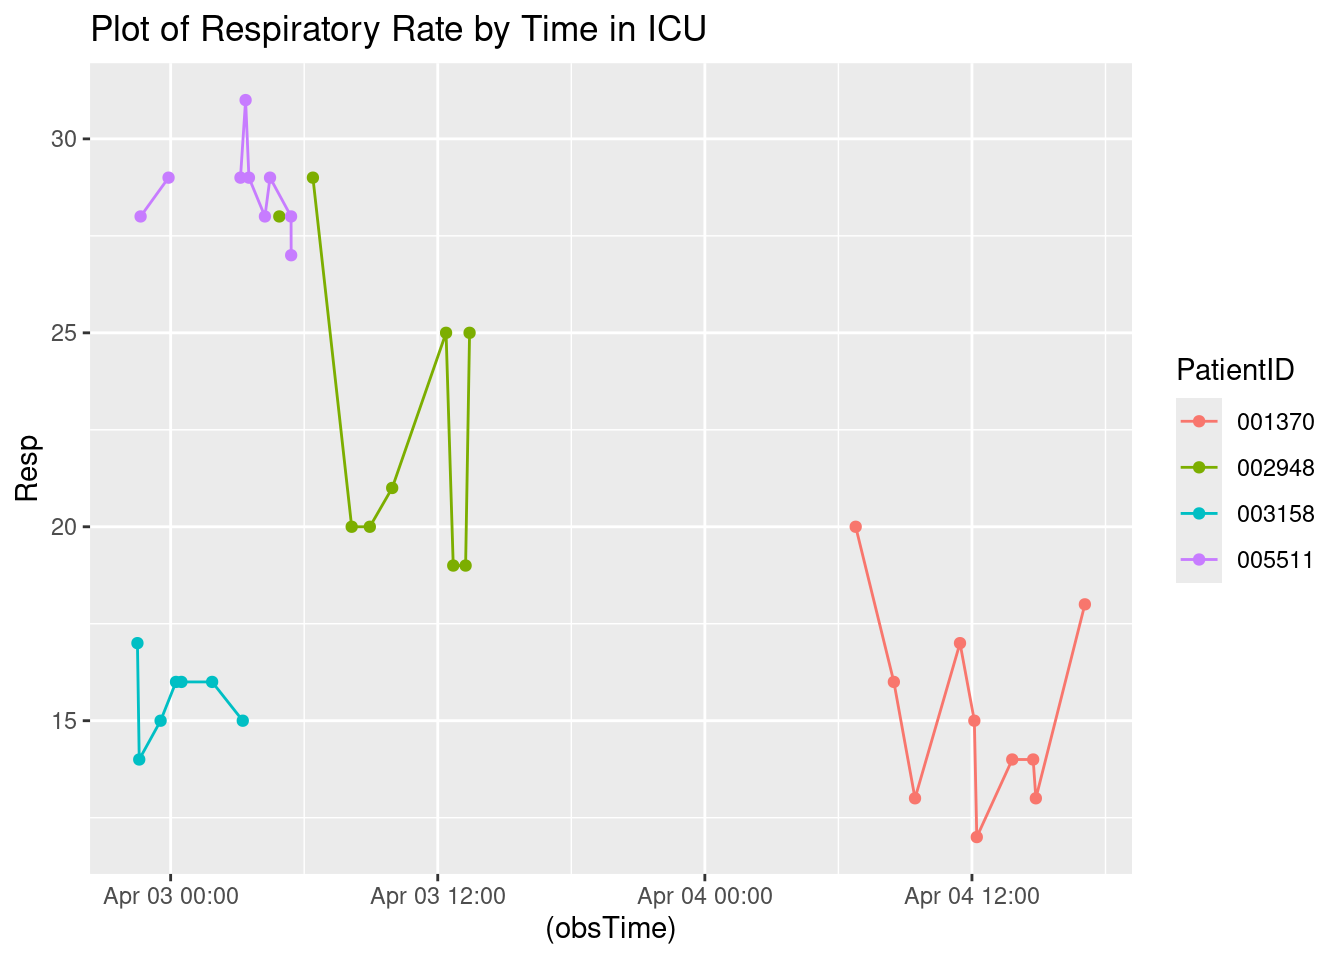 Plot of Respiratory Rate by Time in ICU
30
25
20
15
Resp
Apr 03 00:00
Apr 03 12:00
Apr 04 00:00
Apr 04 12:00
(obsTime)
PatientID
001370
002948
003158
005511